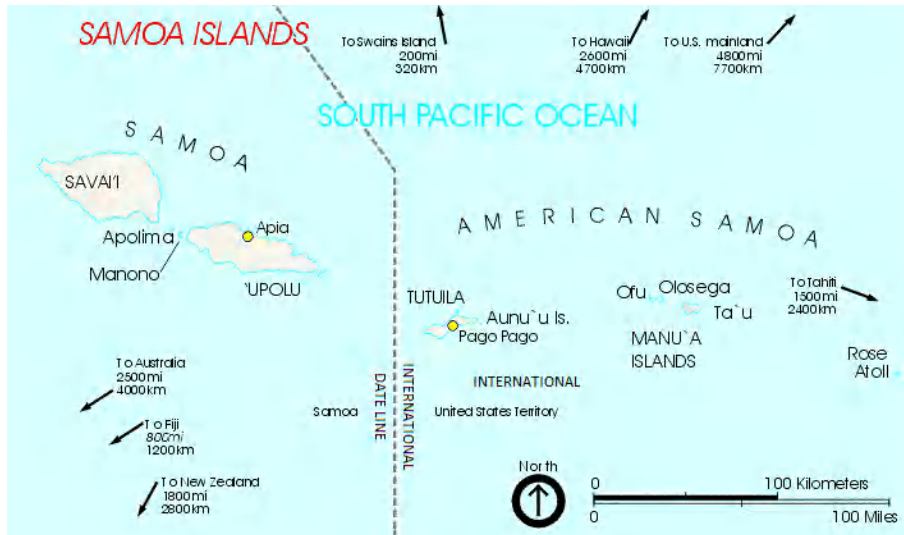 SAMOA ISLANDS
To Swains Island
200mi
320km
To Hawaii
2600mi
4700km
To U.S. mainland
4800mi
7700km
SOUTH PACIFIC OCEAN
SAMOA
SAVAI'I
Apolima
Manono
Apia
`UPOLU
AMERICAN SAMOA
TUTUILA
Aunu`u Is.
Pago Pago
Ofu
Olosega
Ta`u
MANU`A
ISLANDS
To Tahiti
1500mi
2400km
Rose
Atoll
To Australia
2500mi
4000km
To Fiji
800mi
1200km
To New Zealand
1800mi
2800km
Samoa
DATE LINE
INTERNATIONAL
INTERNATIONAL
United States Territory
North
0
100 Kilometers
0
100 Miles